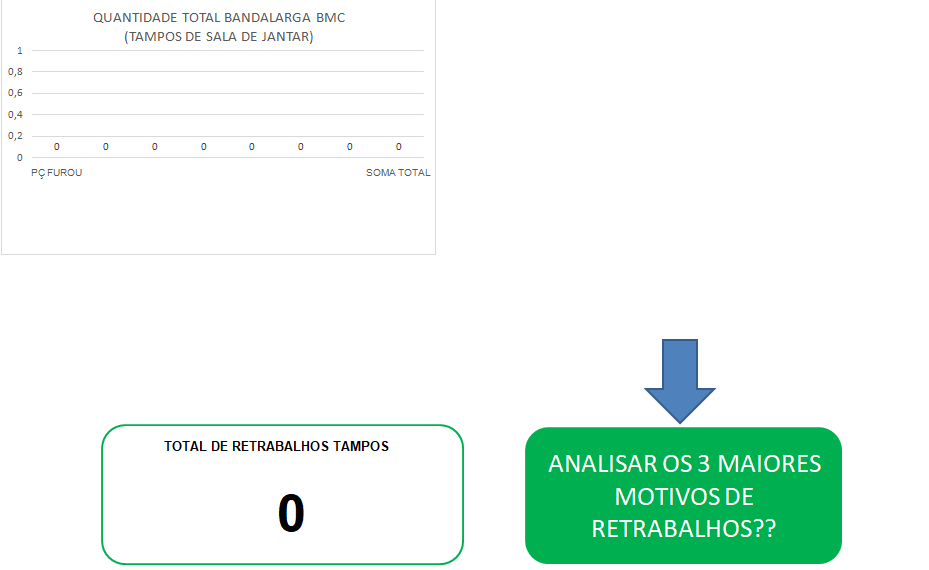 QUANTIDADE TOTAL BANDALARGA BMC
(TAMPOS DE SALA DE JANTAR)
1
0,8
0,6
0,4
0,2
0
0 0 0 0 0 0 0 0
PÇ FUROU SOMA TOTAL
TOTAL DE RETRABALHOS TAMPOS
0
ANALISAR OS 3 MAIORES
MOTIVOS DE
RETRABALHOS??